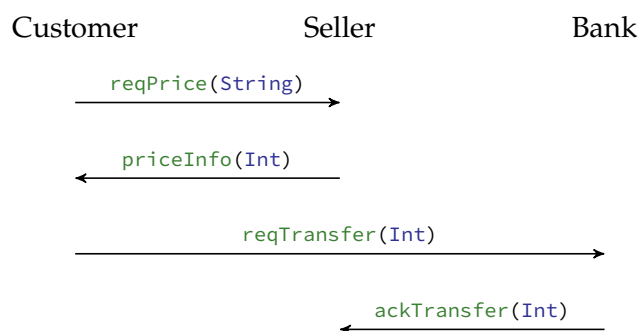 Customer Seller Bank
reqPrice(String)
priceInfo(Int)
reqTransfer(Int)
ackTransfer(Int)